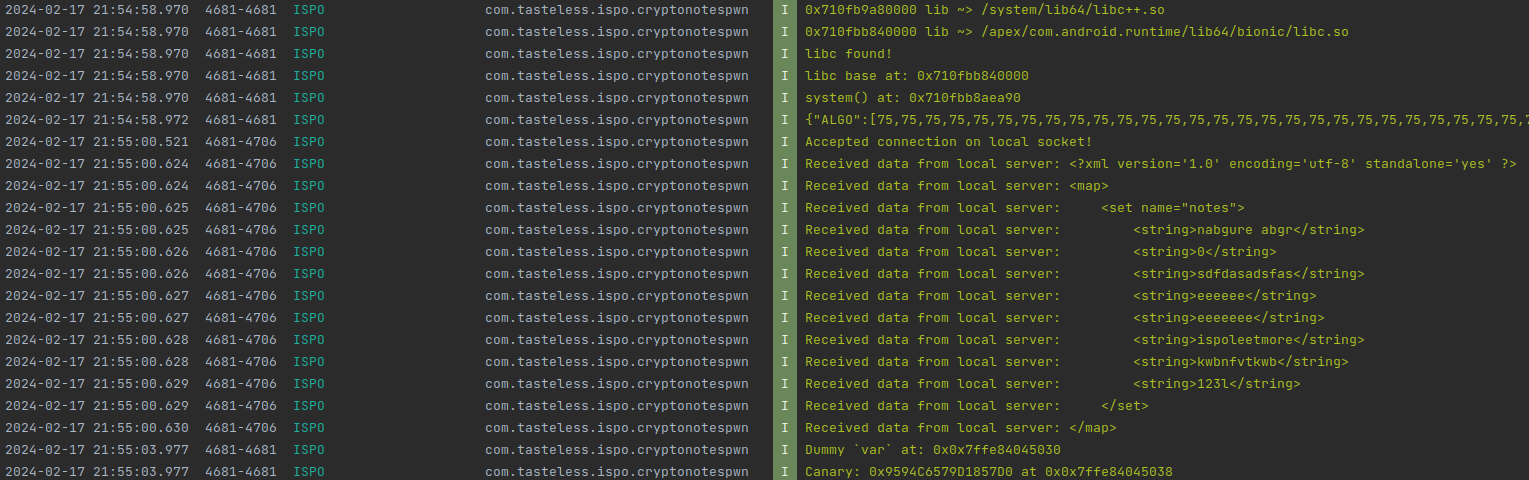 2024-02-17 21:54:58.970 4681-4681 ISPO com.tasteless.ispo.cryptonotespwn I 0x710fb9a80000 lib ~> /system/lib64/libc++.so
2024-02-17 21:54:58.970 4681-4681 ISPO com.tasteless.ispo.cryptonotespwn I 0x710fbb840000 lib ~> /apex/com.android.runtime/lib64/bionic/libc.so
2024-02-17 21:54:58.970 4681-4681 ISPO com.tasteless.ispo.cryptonotespwn I libc found!
2024-02-17 21:54:58.970 4681-4681 ISPO com.tasteless.ispo.cryptonotespwn I libc base at: 0x710fbb840000
2024-02-17 21:54:58.970 4681-4681 ISPO com.tasteless.ispo.cryptonotespwn I system() at: 0x710fbb8aea90
2024-02-17 21:54:58.972 4681-4681 ISPO com.tasteless.ispo.cryptonotespwn I {"ALGO":[75,75,75,75,75,75,75,75,75,75,75,75,75,75,75,75,75,75,75,75,75,75,75,75,75,75,75,7
2024-02-17 21:55:00.521 4681-4706 ISPO com.tasteless.ispo.cryptonotespwn I Accepted connection on local socket!
2024-02-17 21:55:00.624 4681-4706 ISPO com.tasteless.ispo.cryptonotespwn I Received data from local server: <?xml version='1.0' encoding='utf-8' standalone='yes' ?>
2024-02-17 21:55:00.624 4681-4706 ISPO com.tasteless.ispo.cryptonotespwn I Received data from local server: <map>
2024-02-17 21:55:00.625 4681-4706 ISPO com.tasteless.ispo.cryptonotespwn I Received data from local server: <set name="notes">
2024-02-17 21:55:00.625 4681-4706 ISPO com.tasteless.ispo.cryptonotespwn I Received data from local server: <string>nabgure abgr</string>
2024-02-17 21:55:00.626 4681-4706 ISPO com.tasteless.ispo.cryptonotespwn I Received data from local server: <string>0</string>
2024-02-17 21:55:00.626 4681-4706 ISPO com.tasteless.ispo.cryptonotespwn I Received data from local server: <string>sdfdasadsfas</string>
2024-02-17 21:55:00.627 4681-4706 ISPO com.tasteless.ispo.cryptonotespwn I Received data from local server: <string>eeeeee</string>
2024-02-17 21:55:00.627 4681-4706 ISPO com.tasteless.ispo.cryptonotespwn I Received data from local server: <string>eeeeeee</string>
2024-02-17 21:55:00.628 4681-4706 ISPO com.tasteless.ispo.cryptonotespwn I Received data from local server: <string>ispoleetmore</string>
2024-02-17 21:55:00.628 4681-4706 ISPO com.tasteless.ispo.cryptonotespwn I Received data from local server: <string>kwbnfvtkwb</string>
2024-02-17 21:55:00.629 4681-4706 ISPO com.tasteless.ispo.cryptonotespwn I Received data from local server: <string>123l</string>
2024-02-17 21:55:00.629 4681-4706 ISPO com.tasteless.ispo.cryptonotespwn I Received data from local server: </set>
2024-02-17 21:55:00.630 4681-4706 ISPO com.tasteless.ispo.cryptonotespwn I Received data from local server: </map>
2024-02-17 21:55:03.977 4681-4681 ISPO com.tasteless.ispo.cryptonotespwn I Dummy `var` at: 0x0x7ffe84045030
2024-02-17 21:55:03.977 4681-4681 ISPO com.tasteless.ispo.cryptonotespwn I Canary: 0x9594C6579D1857D0 at 0x0x7ffe84045038